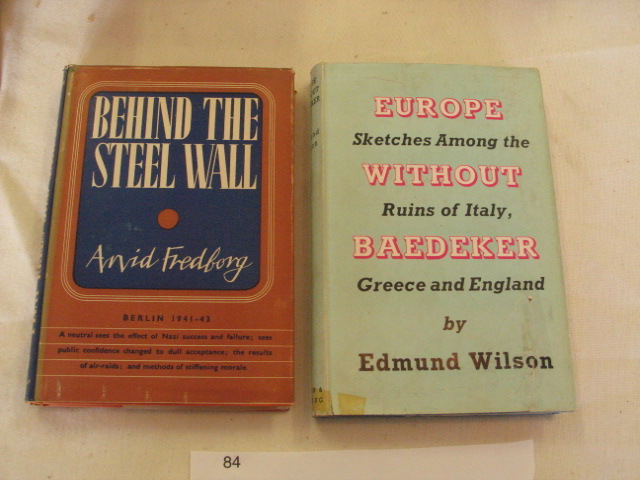 BEHIND THE
STEEL WALL
Arvid Fredborg
BERLIN 1941-43
A neutral sees the effect of Nazi success and failure; sees
public confidence changed to dull acceptance; the results
of air-raids; and methods of stiffening morale.
EUROPE
Sketches Among the
WITHOUT
Ruins of Italy,
BAEDEKER
Greece and England
by
Edmund Wilson
84